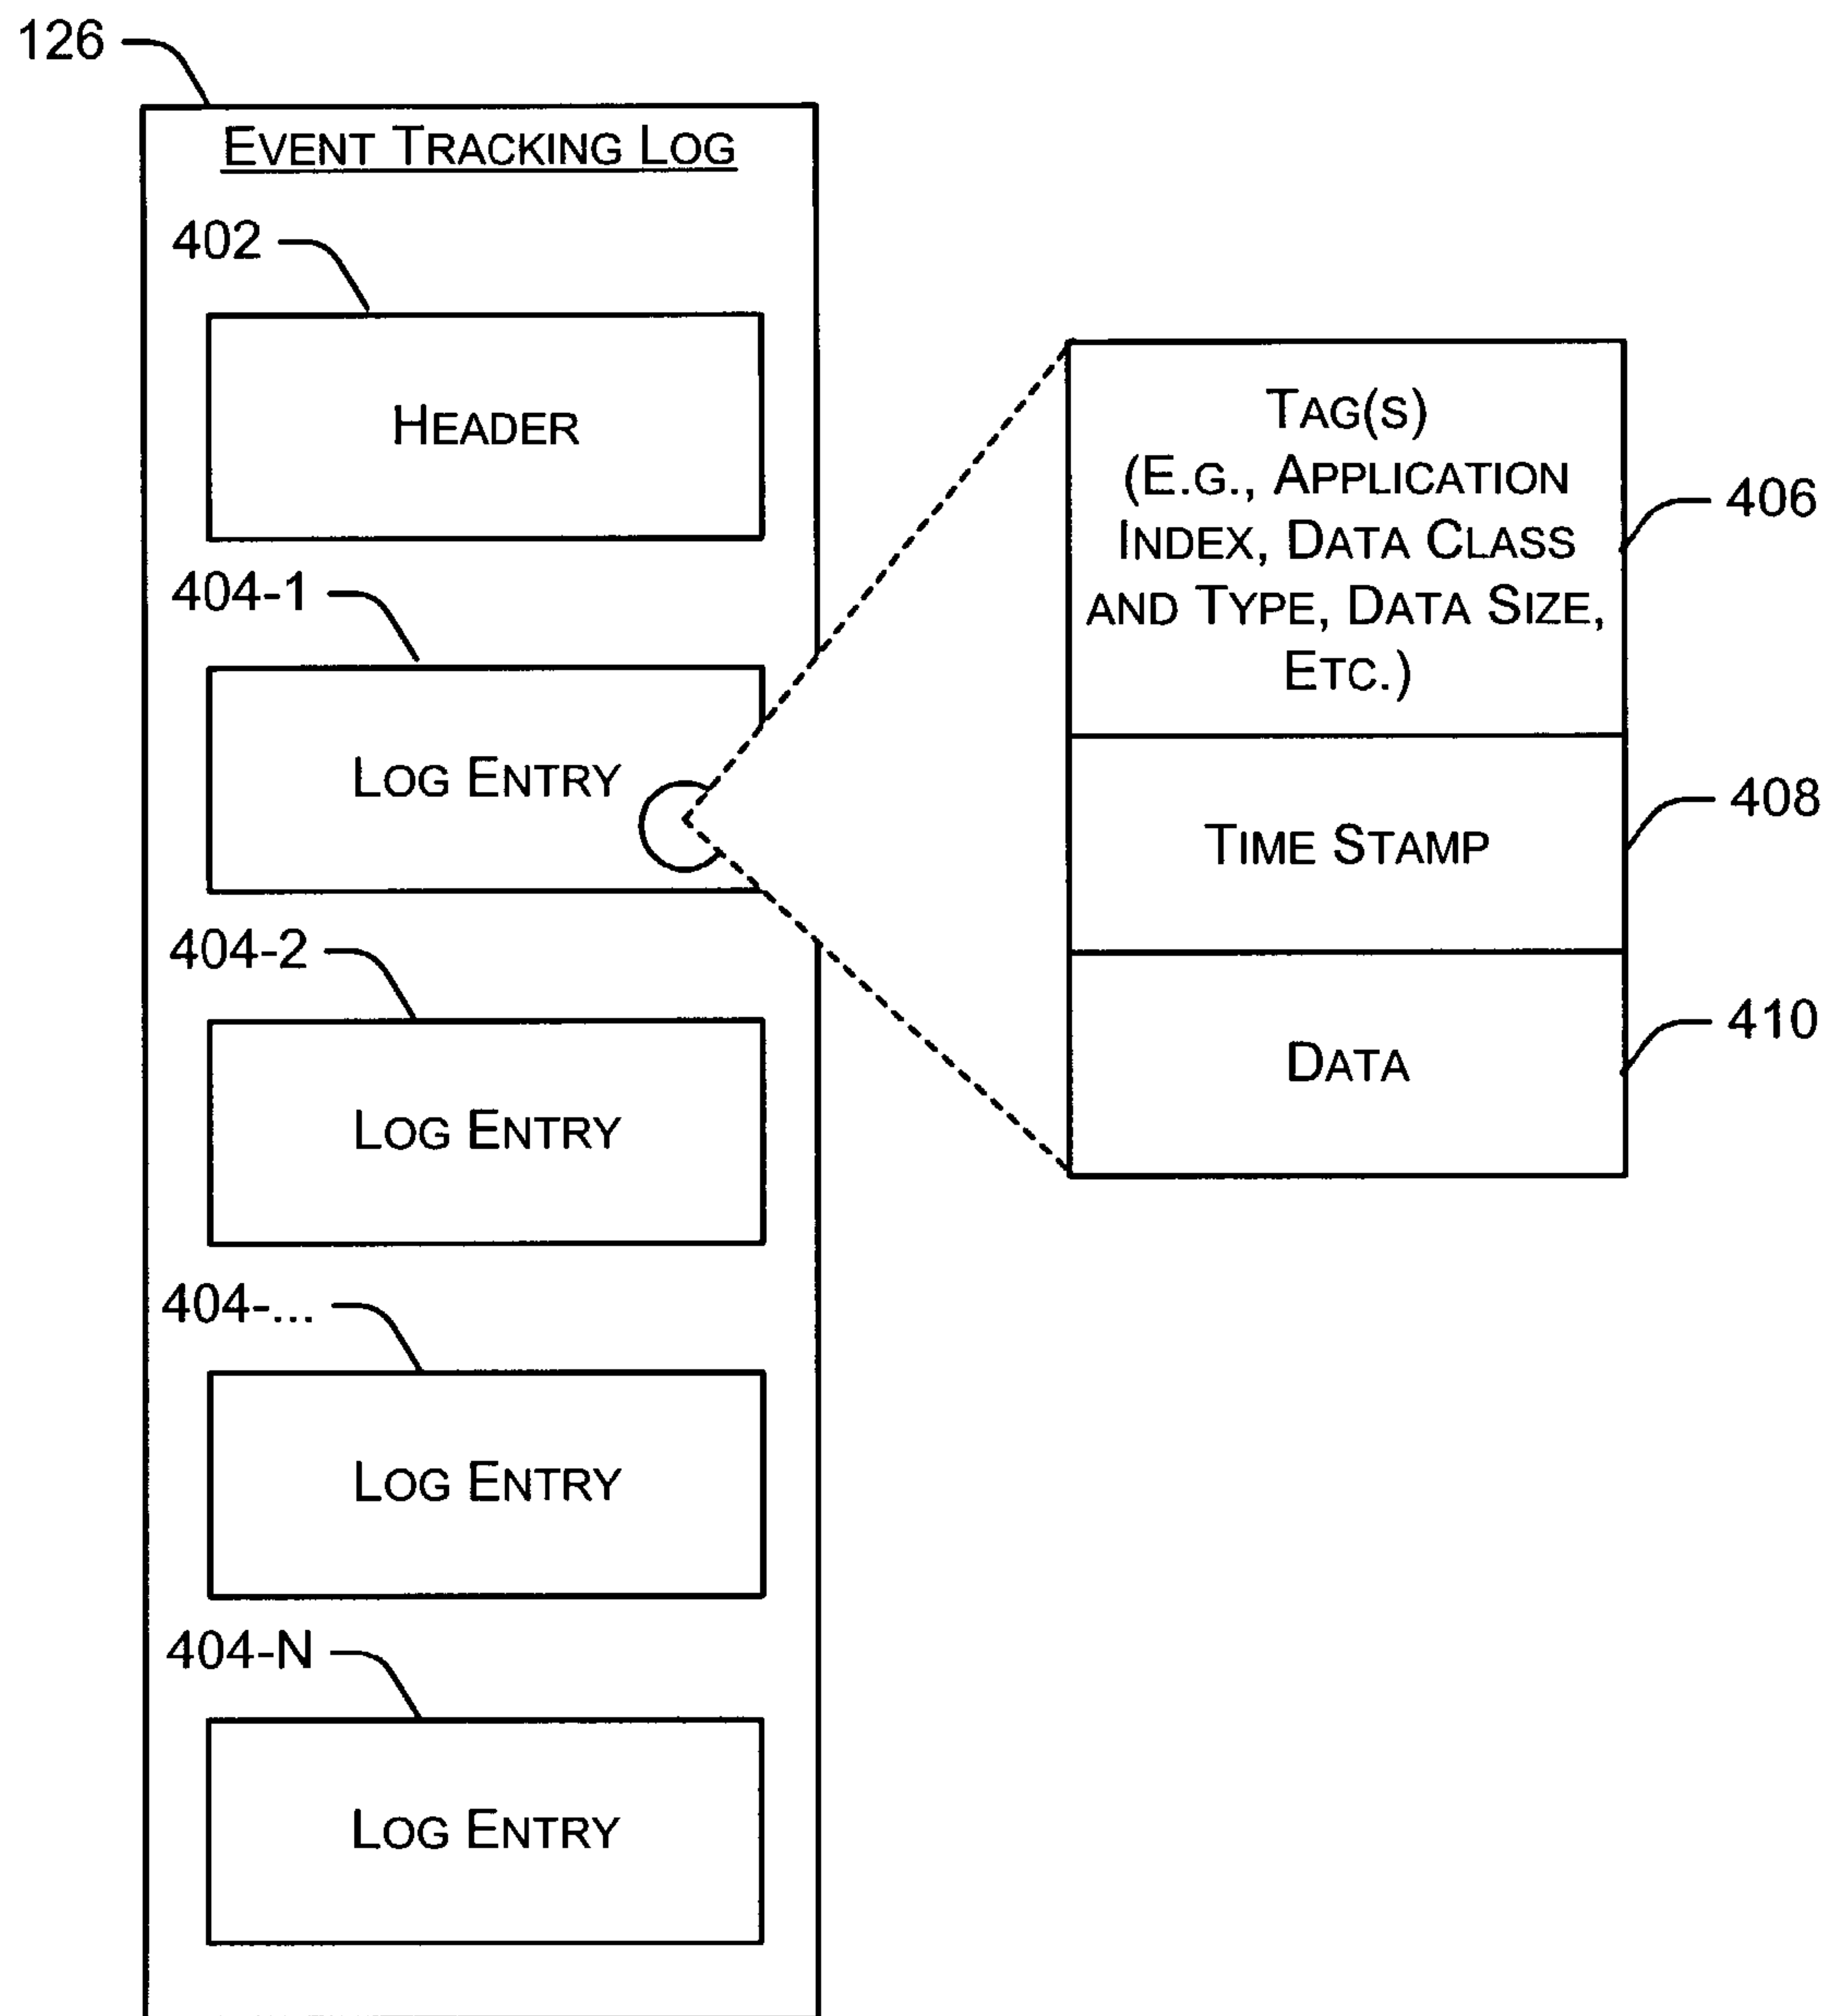 126
EVENT TRACKING LOG
402
HEADER
404-1
LOG ENTRY
404-2
LOG ENTRY
404-...
LOG ENTRY
404-N
LOG ENTRY
TAG(S)
(E.G., APPLICATION
INDEX, DATA CLASS
AND TYPE, DATA SIZE,
ETC.)
406
TIME STAMP
408
DATA
410